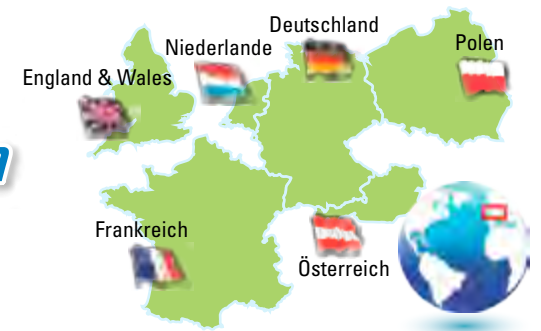 Deutschland
Niederlande
Polen
England & Wales
Frankreich
Österreich